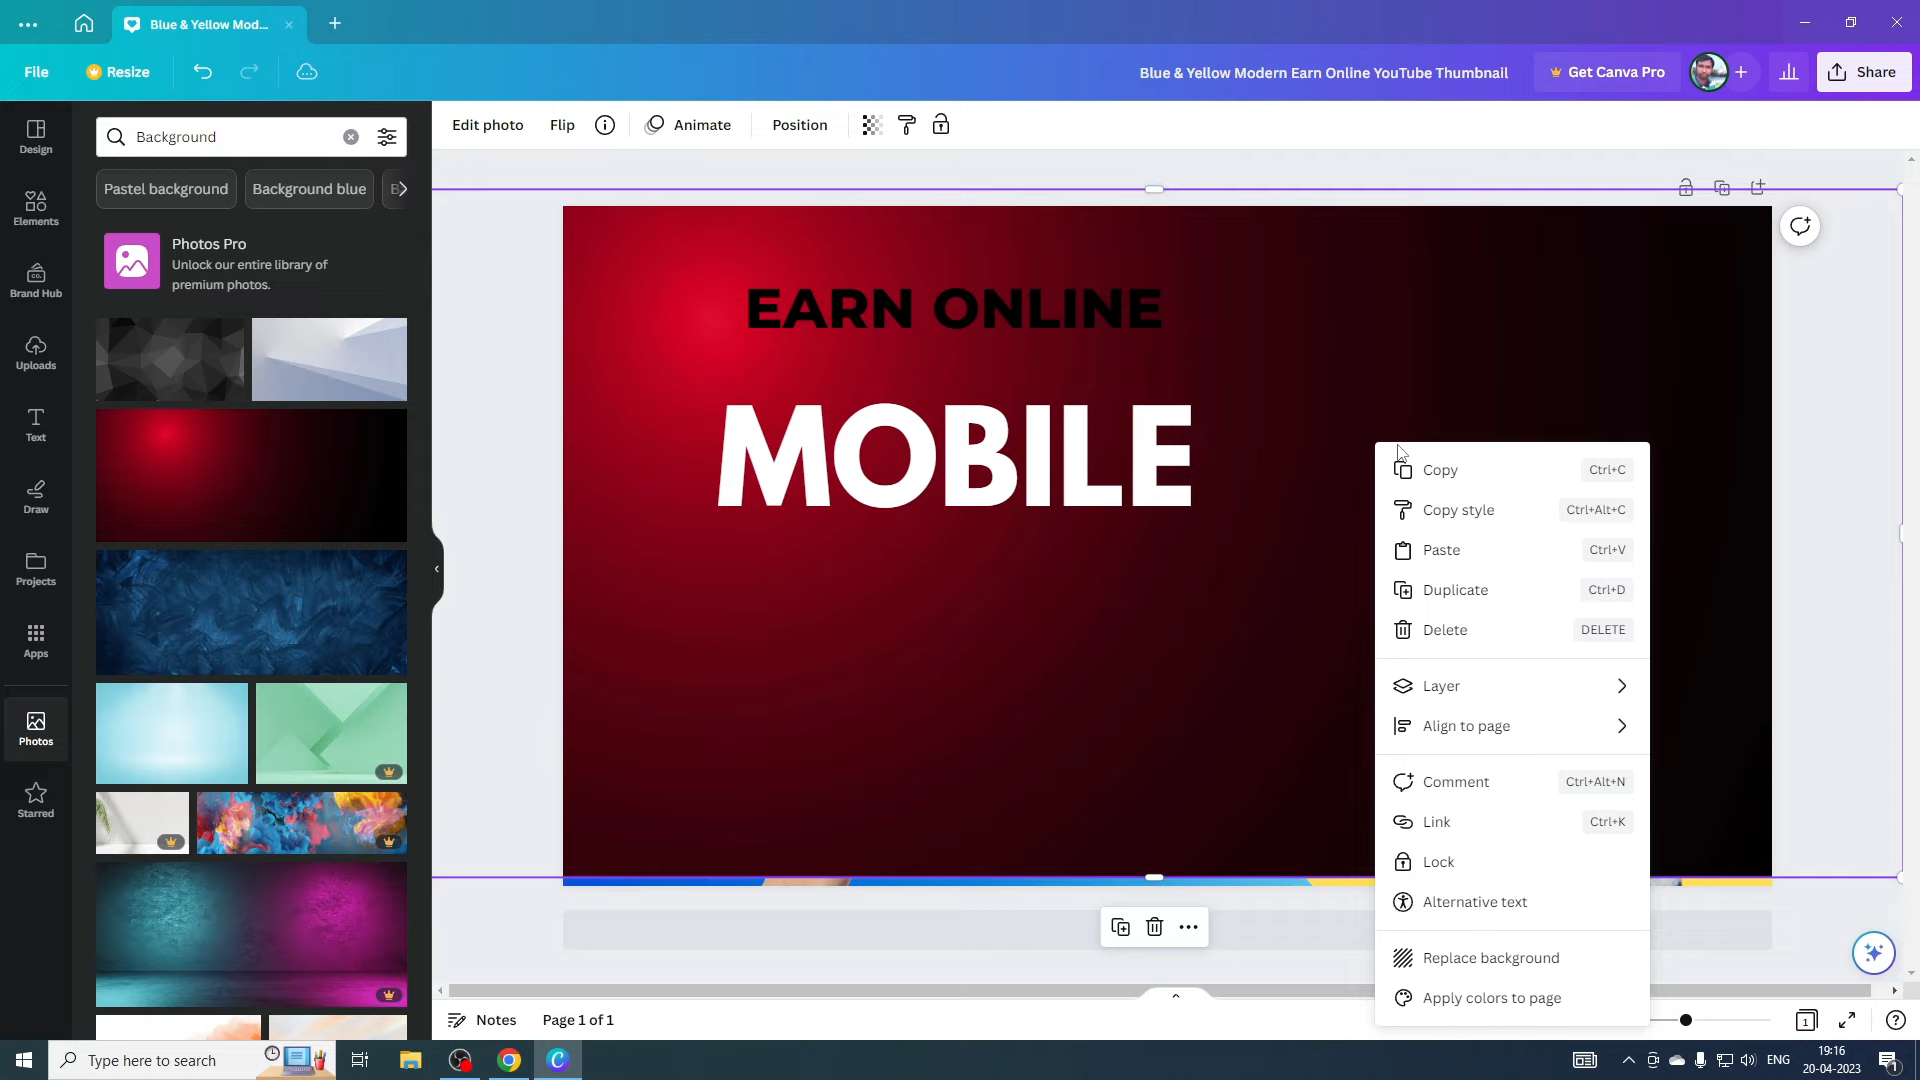 Blue & Yellow Mod...
File
Resize
Blue & Yellow Modern Earn Online YouTube Thumbnail
Get Canva Pro
Share
Design
Elements
Brand Hub
Uploads
Text
Draw
Projects
Apps
Photos
Starred
Background
Pastel background
Background blue
B
Photos Pro
Unlock our entire library of
premium photos.
Edit photo
Flip
Animate
Position
EARN ONLINE
MOBILE
Copy Ctrl+C
Copy style Ctrl+Alt+C
Paste Ctrl+V
Duplicate Ctrl+D
Delete DELETE
Layer
Align to page
Comment Ctrl+Alt+N
Link Ctrl+K
Lock
Alternative text
Replace background
Apply colors to page
Notes
Page 1 of 1
1
Type here to search
ENG
19:16
20-04-2023
1